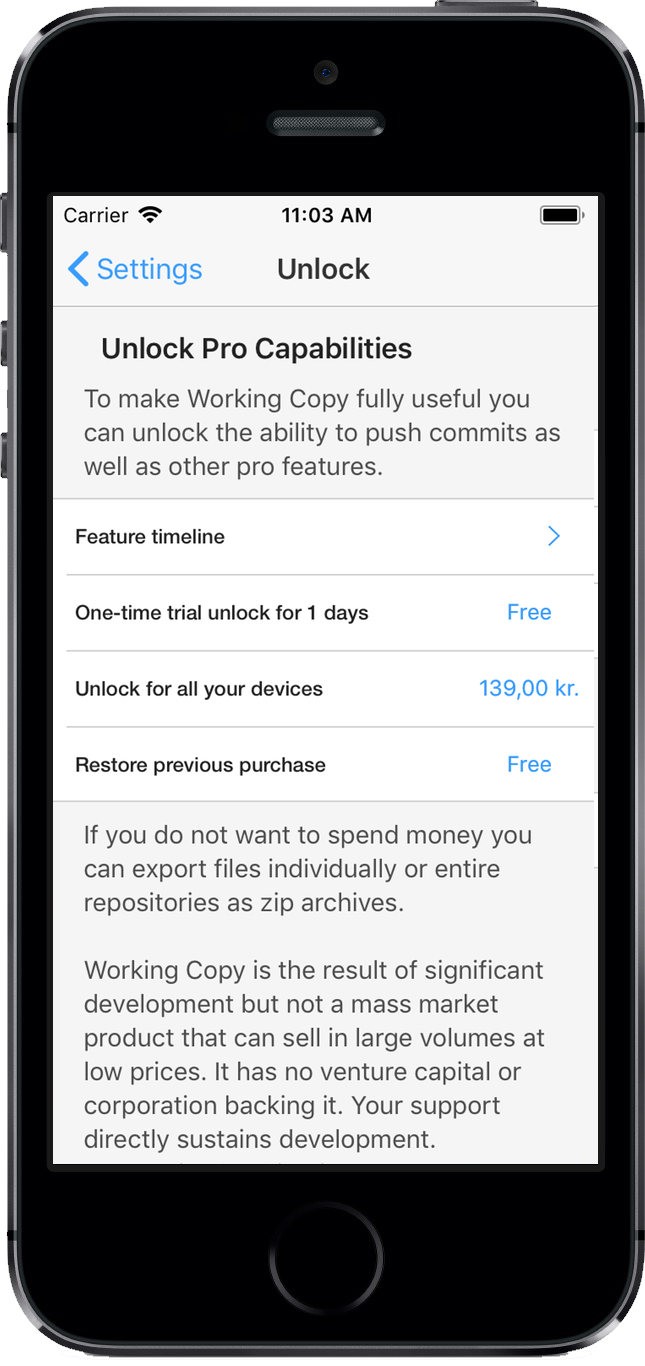 Carrier 11:03 AM
Settings Unlock
Unlock Pro Capabilities
To make Working Copy fully useful you
can unlock the ability to push commits as
well as other pro features.
Feature timeline
One-time trial unlock for 1 days Free
Unlock for all your devices 139,00 kr.
Restore previous purchase Free
If you do not want to spend money you
can export files individually or entire
repositories as zip archives.
Working Copy is the result of significant
development but not a mass market
product that can sell in large volumes at
low prices. It has no venture capital or
corporation backing it. Your support
directly sustains development.